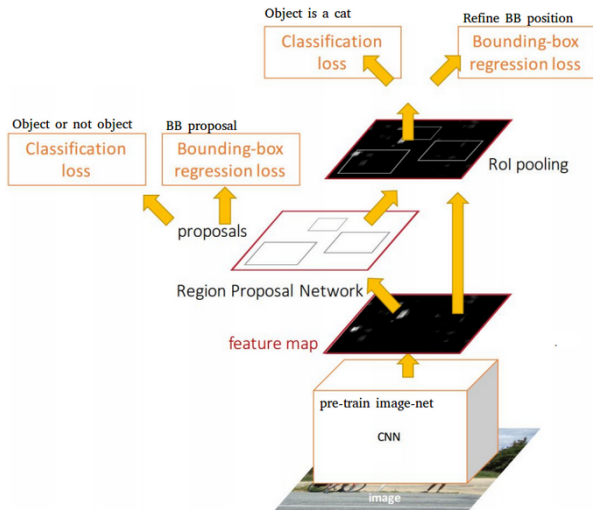 Object is a cat
Classification
loss
Refine BB position
Bounding-box
regression loss
Object or not object
Classification
loss
BB proposal
Bounding-box
regression loss
RoI pooling
proposals
Region Proposal Network
feature map
pre-train image-net
CNN
image